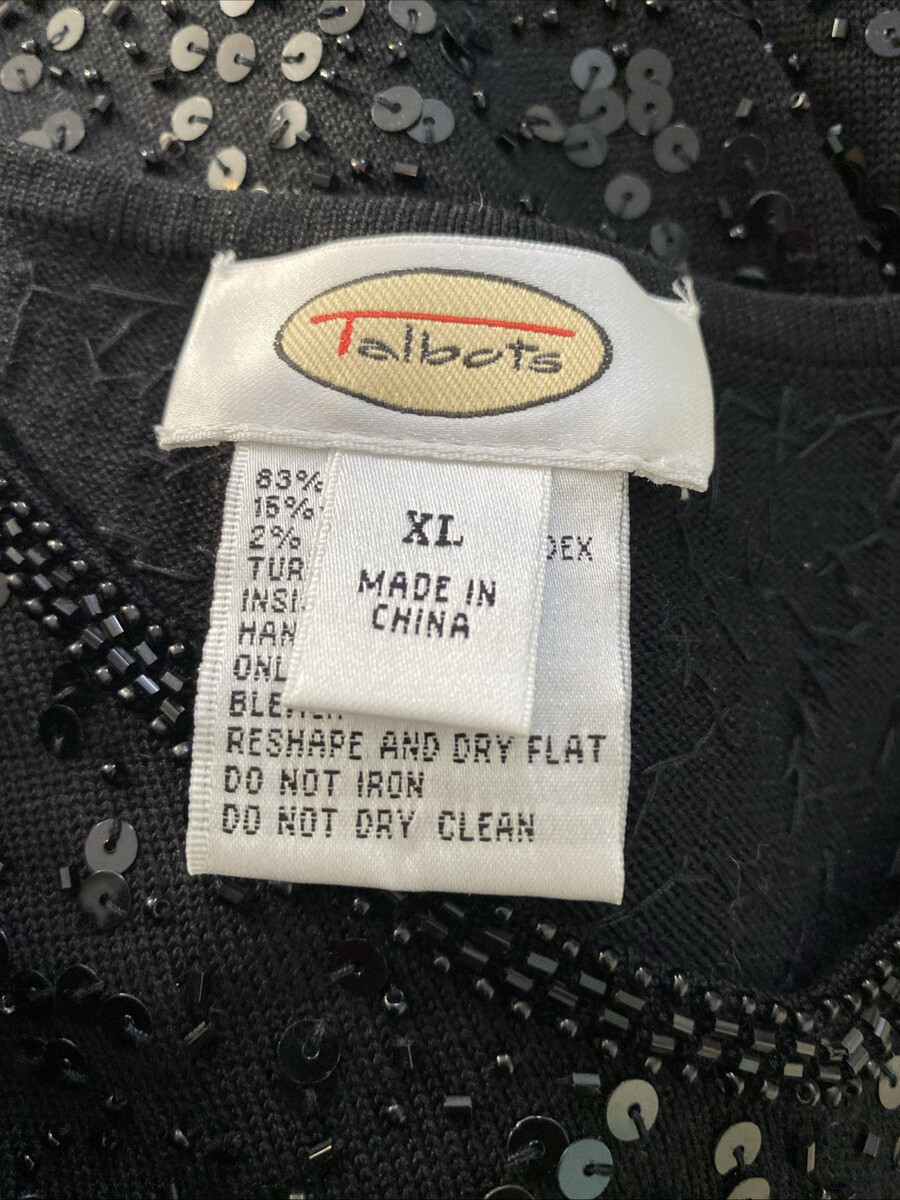 Talbots
XL
MADE IN
CHINA
83%
15%
2% DEX
TUR
INSI
HAN
ONL
BLE
RESHAPE AND DRY FLAT
DO NOT IRON
DO NOT DRY CLEAN